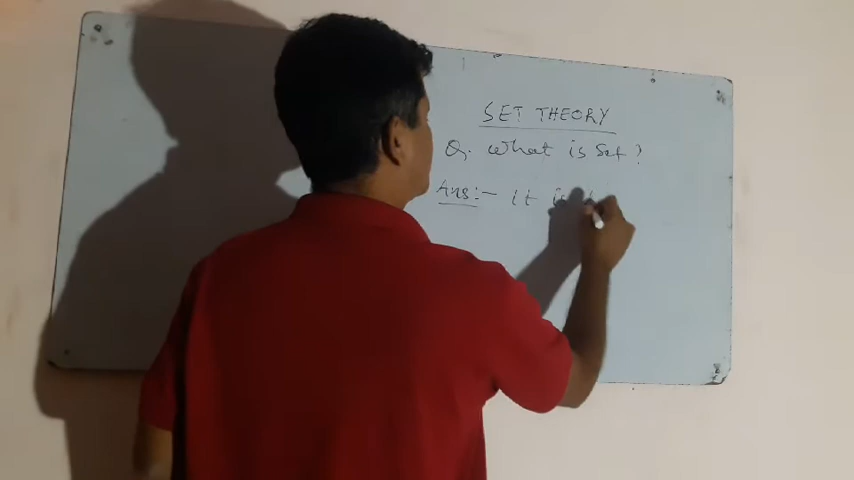 SET THEORY
Q. What is Set ?
Ans:- it is